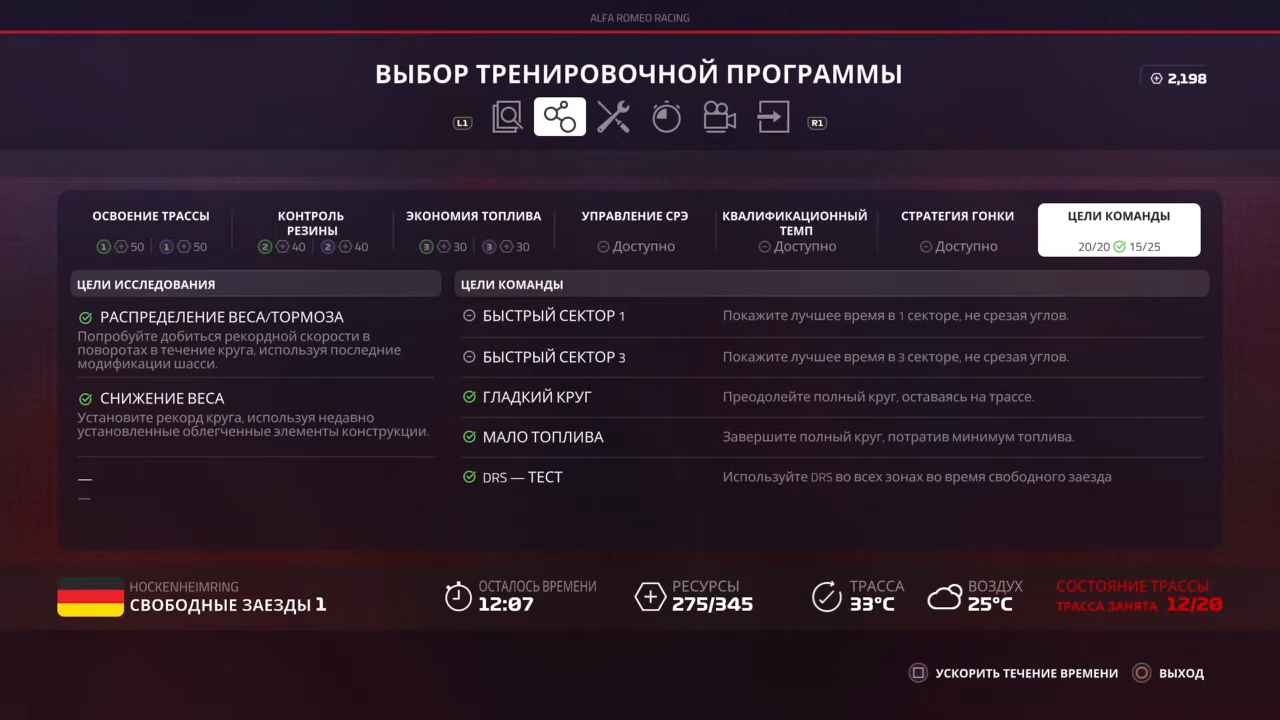 ALFA ROMEO RACING
ВЫБОР ТРЕНИРОВОЧНОЙ ПРОГРАММЫ
2,198
L1
R1
ОСВОЕНИЕ ТРАССЫ
1 50 1 50
КОНТРОЛЬ
РЕЗИНЫ
2 40 2 40
ЭКОНОМИЯ ТОПЛИВА
3 30 3 30
УПРАВЛЕНИЕ СРЭ
Доступно
КВАЛИФИКАЦИОННЫЙ
ТЕМП
Доступно
СТРАТЕГИЯ ГОНКИ
Доступно
ЦЕЛИ КОМАНДЫ
20/20 15/25
ЦЕЛИ ИССЛЕДОВАНИЯ
РАСПРЕДЕЛЕНИЕ ВЕСА/ТОРМОЗА
Попробуйте добиться рекордной скорости в
поворотах в течение круга, используя последние
модификации шасси.
СНИЖЕНИЕ ВЕСА
Установите рекорд круга, используя недавно
установленные облегченные элементы конструкции.
—
—
ЦЕЛИ КОМАНДЫ
БЫСТРЫЙ СЕКТОР 1 Покажите лучшее время в 1 секторе, не срезая углов.
БЫСТРЫЙ СЕКТОР 3 Покажите лучшее время в 3 секторе, не срезая углов.
ГЛАДКИЙ КРУГ Преодолейте полный круг, оставаясь на трассе.
МАЛО ТОПЛИВА Завершите полный круг, потратив минимум топлива.
DRS — ТЕСТ Используйте DRS во всех зонах во время свободного заезда
HOCKENHEIMRING
СВОБОДНЫЕ ЗАЕЗДЫ 1
ОСТАЛОСЬ ВРЕМЕНИ
12:07
РЕСУРСЫ
275/345
ТРАССА
33°C
ВОЗДУХ
25°C
СОСТОЯНИЕ ТРАССЫ
ТРАССА ЗАНЯТА 12/20
УСКОРИТЬ ТЕЧЕНИЕ ВРЕМЕНИ
ВЫХОД